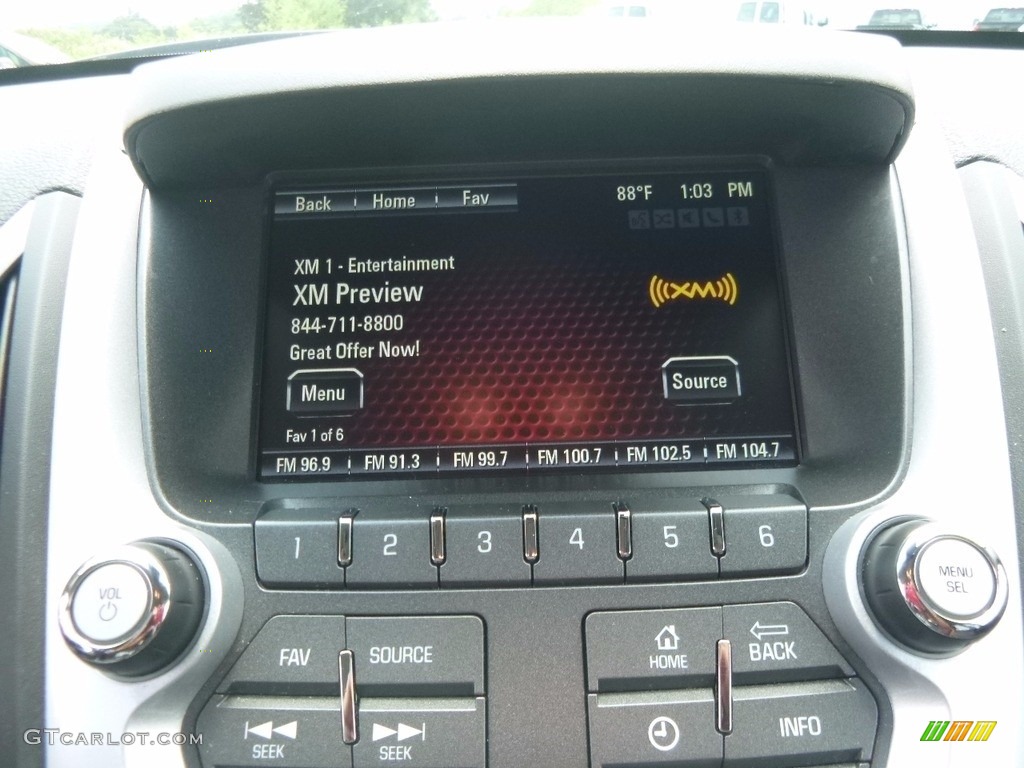 Back Home Fav 88°F 1:03 PM
XM 1 - Entertainment
XM Preview
((XM))
844-711-8800
Great Offer Now!
Menu Source
Fav 1 of 6
FM 96.9 FM 91.3 FM 99.7 FM 100.7 FM 102.5 FM 104.7
1 2 3 4 5 6
VOL
MENU
SEL
FAV SOURCE
HOME BACK
SEEK SEEK
INFO
GTCARLOT.COM